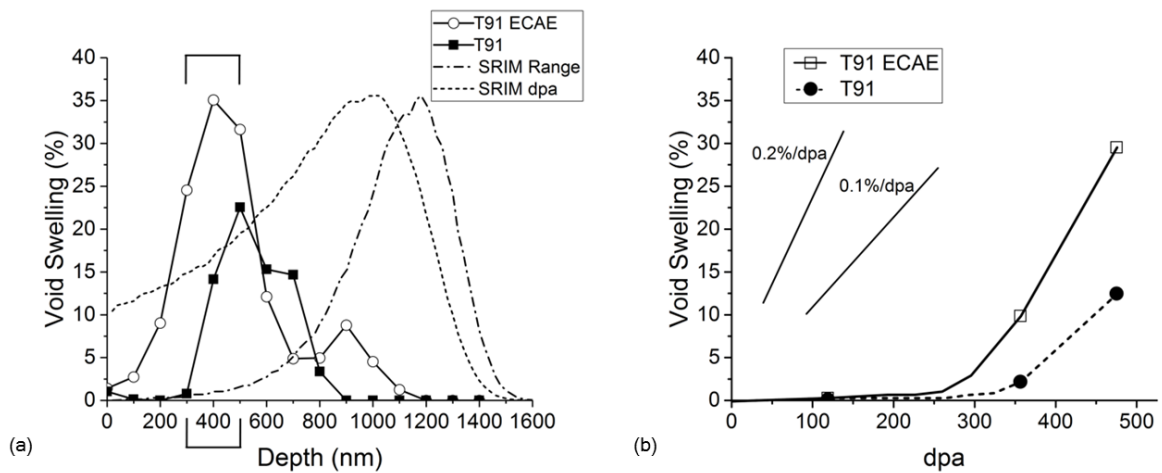 T91 ECAE
T91
SRIM Range
SRIM dpa
40
35
30
25
20
15
10
5
0
Void Swelling (%)
0 200 400 600 800 1000 1200 1400 1600
Depth (nm)
(a)
T91 ECAE
T91
0.2%/dpa
0.1%/dpa
40
35
30
25
20
15
10
5
0
Void Swelling (%)
0 100 200 300 400 500
dpa
(b)